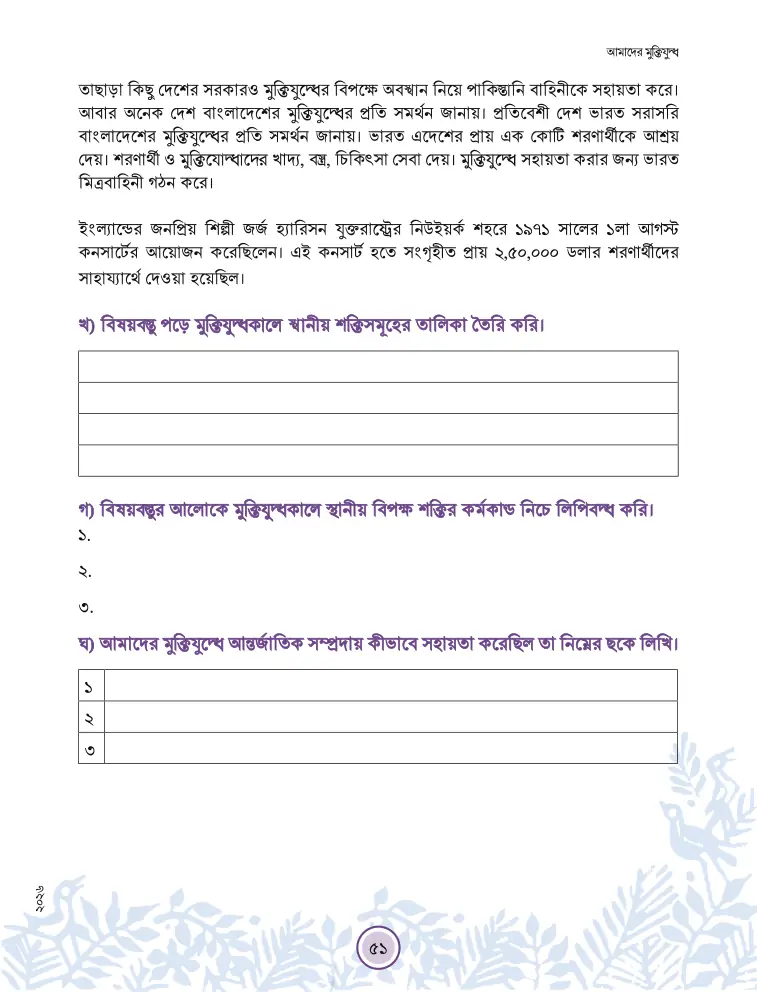 আমাদের মুক্তিযুদ্ধ
তাছাড়া কিছু দেশের সরকারও মুক্তিযুদ্ধের বিপক্ষে অবস্থান নিয়ে পাকিস্তানি বাহিনীকে সহায়তা করে।
আবার অনেক দেশ বাংলাদেশের মুক্তিযুদ্ধের প্রতি সমর্থন জানায়। প্রতিবেশী দেশ ভারত সরাসরি
বাংলাদেশের মুক্তিযুদ্ধের প্রতি সমর্থন জানায়। ভারত এদেশের প্রায় এক কোটি শরণার্থীকে আশ্রয়
দেয়। শরণার্থী ও মুক্তিযোদ্ধাদের খাদ্য, বস্ত্র, চিকিৎসা সেবা দেয়। মুক্তিযুদ্ধে সহায়তা করার জন্য ভারত
মিত্রবাহিনী গঠন করে।
ইংল্যান্ডের জনপ্রিয় শিল্পী জর্জ হ্যারিসন যুক্তরাষ্ট্রের নিউইয়র্ক শহরে ১৯৭১ সালের ১লা আগস্ট
কনসার্টের আয়োজন করেছিলেন। এই কনসার্ট হতে সংগৃহীত প্রায় ২,৫০,০০০ ডলার শরণার্থীদের
সাহায্যার্থে দেওয়া হয়েছিল।
খ) বিষয়বস্তু পড়ে মুক্তিযুদ্ধকালে স্থানীয় শক্তিসমূহের তালিকা তৈরি করি।
গ) বিষয়বস্তুর আলোকে মুক্তিযুদ্ধকালে স্থানীয় বিপক্ষ শক্তির কর্মকান্ড নিচে লিপিবদ্ধ করি।
১.
২.
৩.
ঘ) আমাদের মুক্তিযুদ্ধে আন্তর্জাতিক সম্প্রদায় কীভাবে সহায়তা করেছিল তা নিম্নের ছকে লিখি।
১
২
৩
২০২৬
৫১